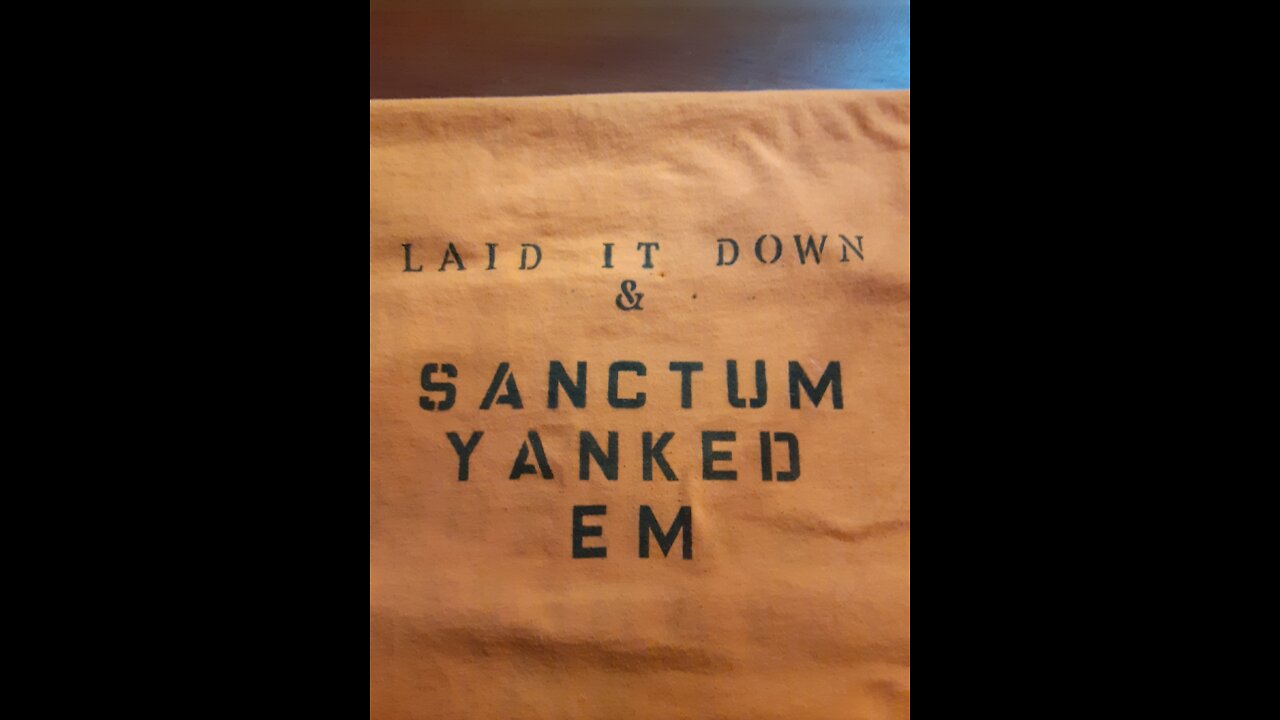 LAID IT DOWN
&
SANCTUM
YANKED
EM